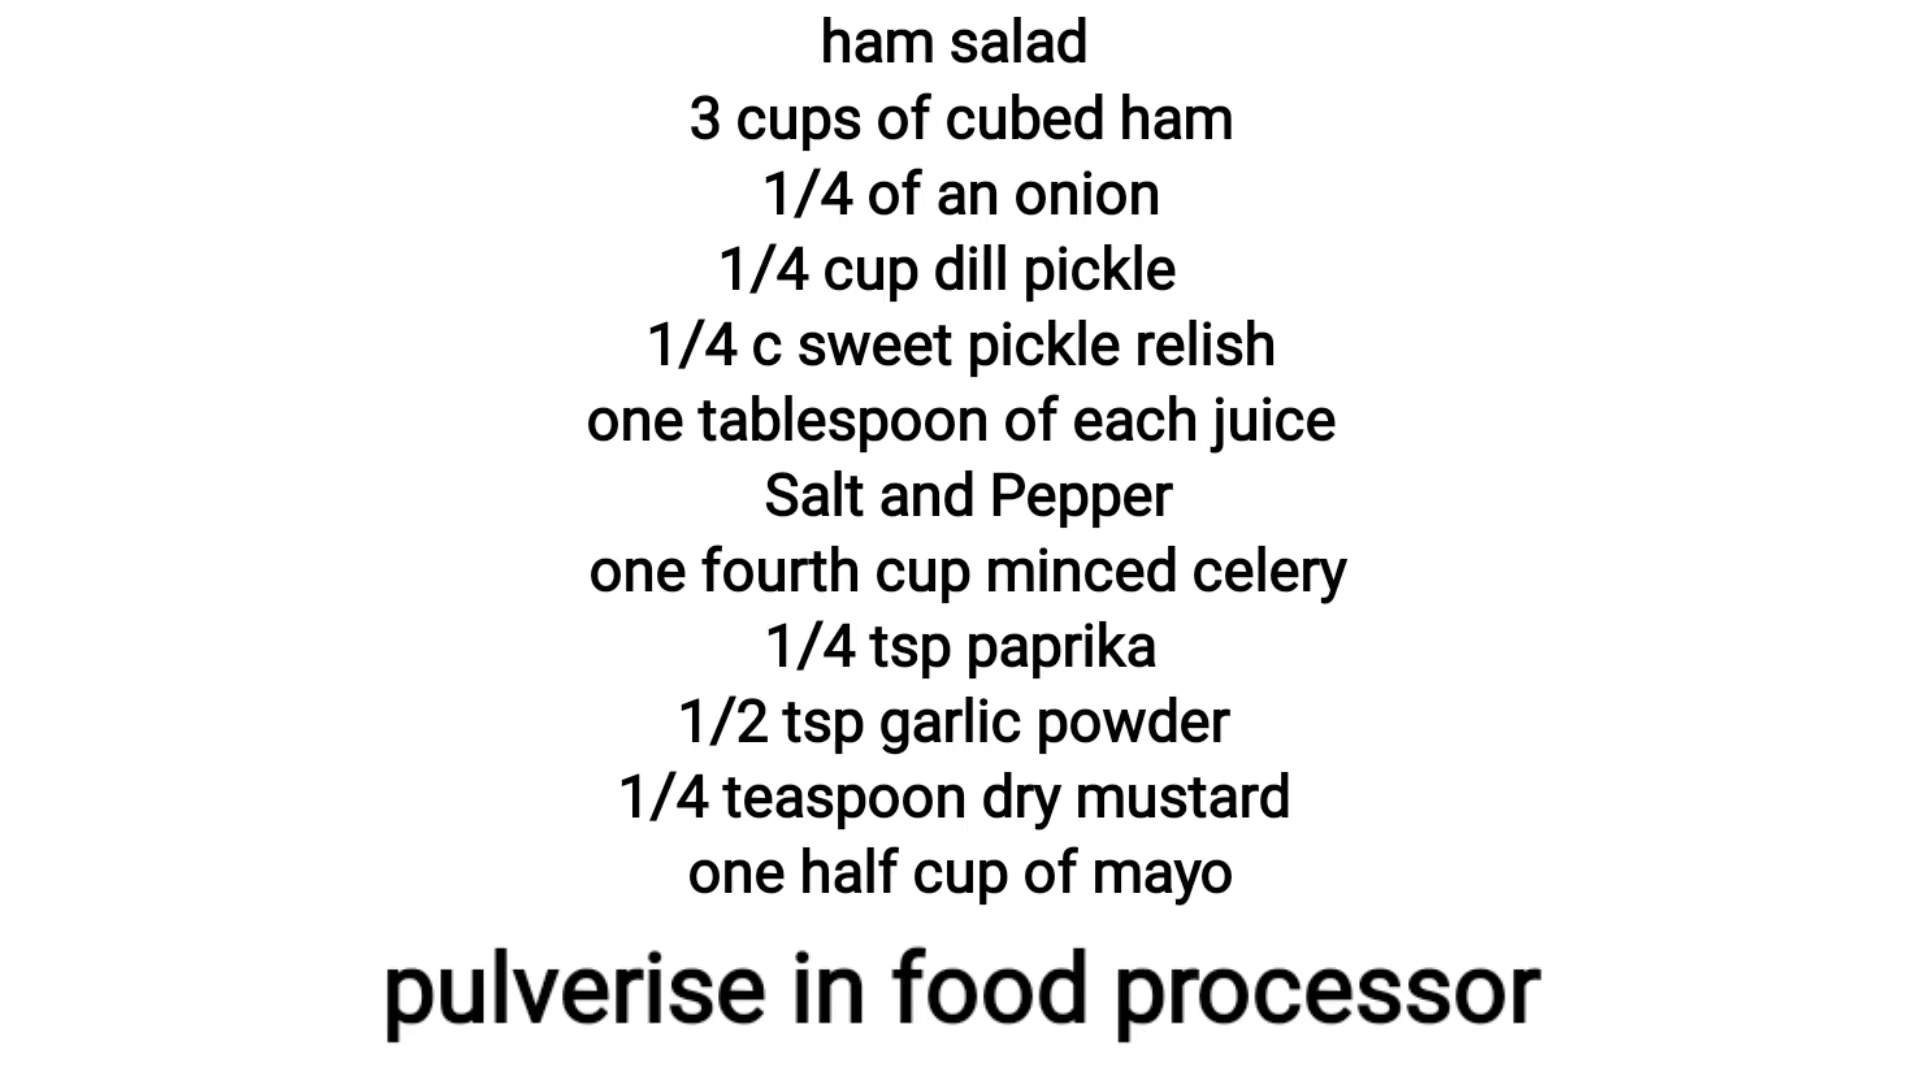 ham salad
3 cups of cubed ham
1/4 of an onion
1/4 cup dill pickle
1/4 c sweet pickle relish
one tablespoon of each juice
Salt and Pepper
one fourth cup minced celery
1/4 tsp paprika
1/2 tsp garlic powder
1/4 teaspoon dry mustard
one half cup of mayo
pulverise in food processor